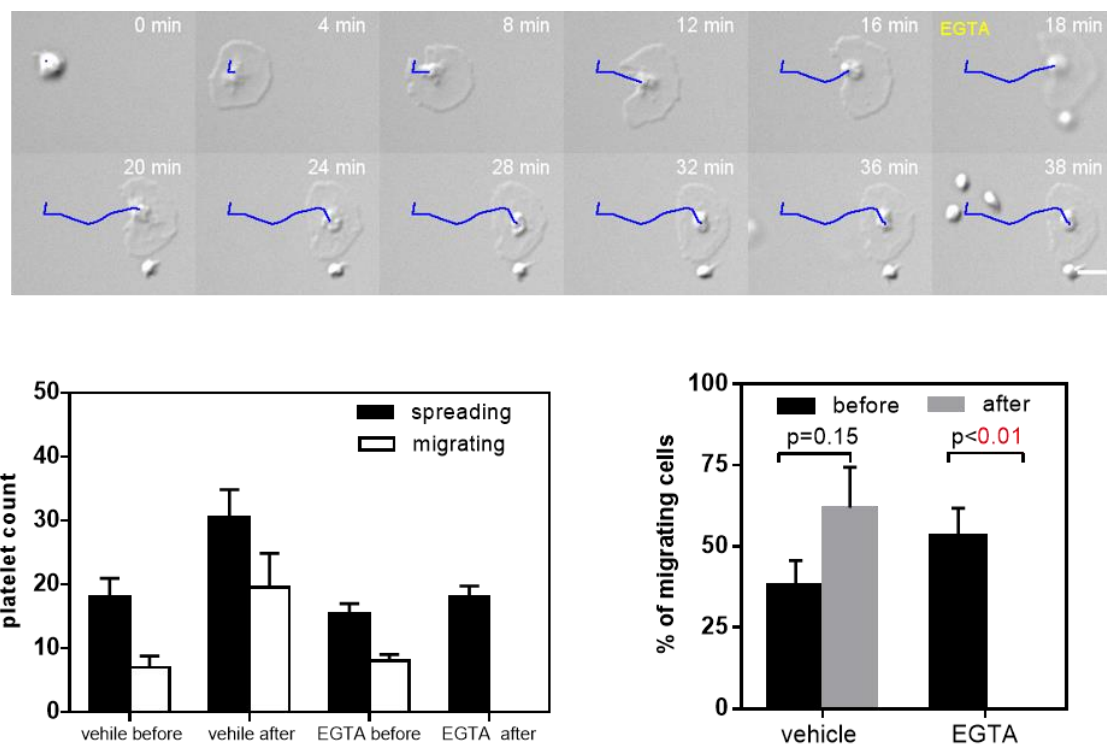 0 min 4 min 8 min 12 min 16 min EGTA 18 min
20 min 24 min 28 min 32 min 36 min 38 min
50
40
30
20
10
0
platelet count
spreading
migrating
vehile before vehile after EGTA before EGTA after
100
75
50
25
0
% of migrating cells
before after
p=0.15 p<0.01
vehicle EGTA